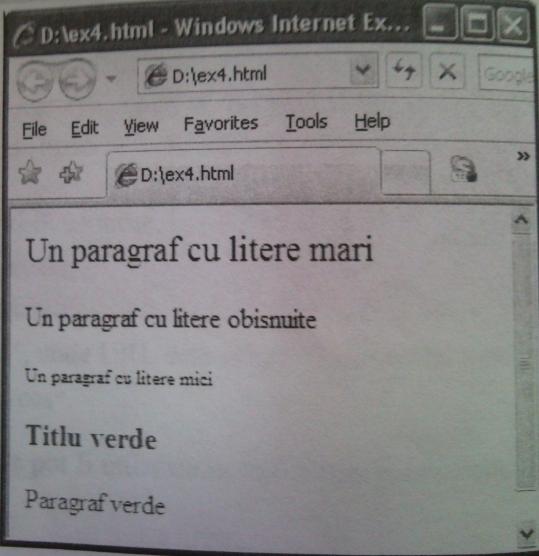 D:\ex4.html - Windows Internet Ex...
D:\ex4.html
Google
File Edit View Favorites Tools Help
D:\ex4.html
»
Un paragraf cu litere mari
Un paragraf cu litere obisnuite
Un paragraf cu litere mici
Titlu verde
Paragraf verde